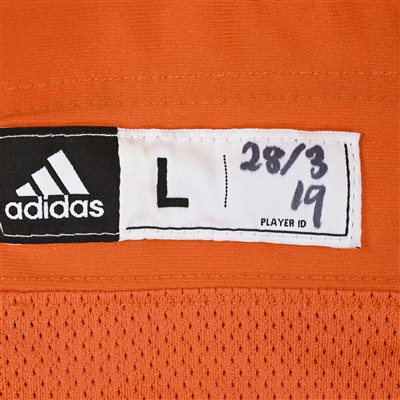 adidas
L
28/3
19
PLAYER ID